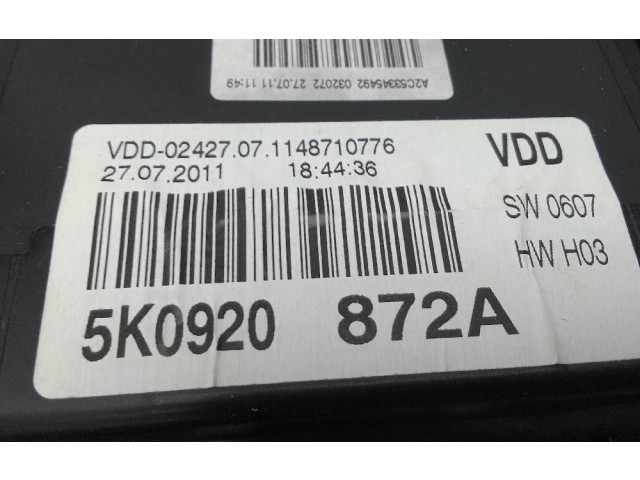 A2C53345492 032072 27.07.11 11:49
VDD-02427.07.1148710776
VDD
27.07.2011 18:44:36
SW 0607
HW H03
5K0920 872A